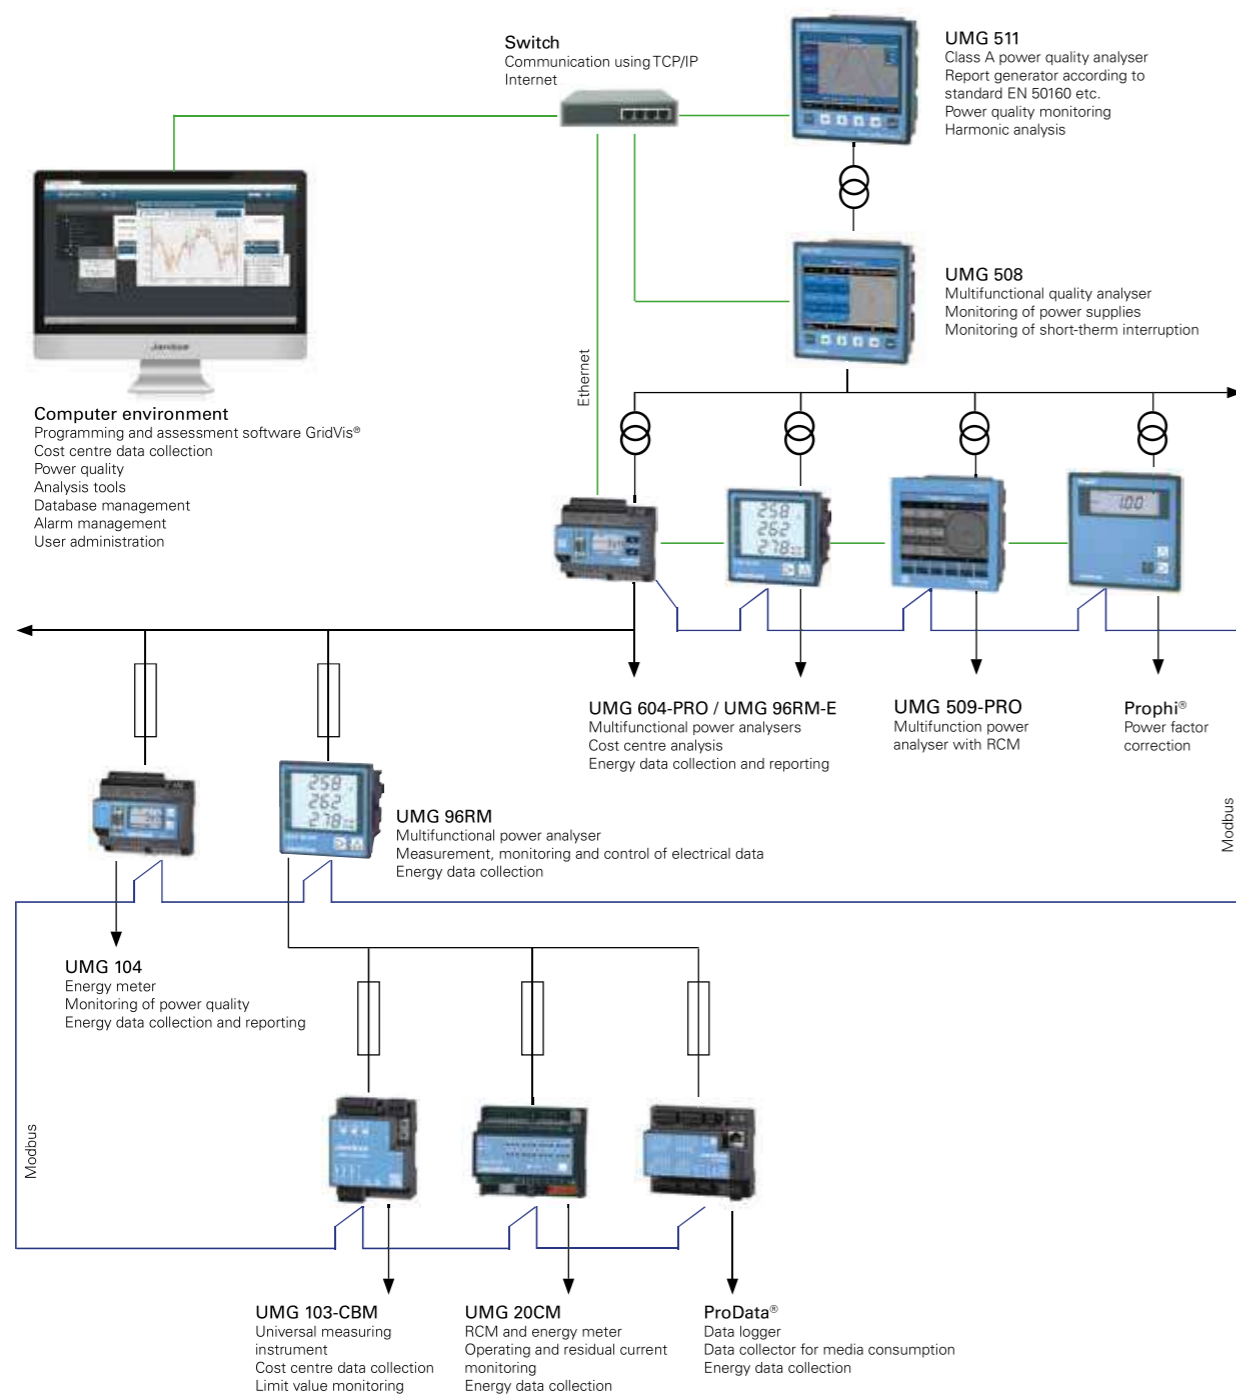 Switch
Communication using TCP/IP
Internet
UMG 511
Class A power quality analyser
Report generator according to
standard EN 50160 etc.
Power quality monitoring
Harmonic analysis
UMG 508
Multifunctional quality analyser
Monitoring of power supplies
Monitoring of short-therm interruption
Janitza
Ethernet
Computer environment
Programming and assessment software GridVis®
Cost centre data collection
Power quality
Analysis tools
Database management
Alarm management
User administration
258
262
278
100
UMG 604-PRO / UMG 96RM-E
Multifunctional power analysers
Cost centre analysis
Energy data collection and reporting
UMG 509-PRO
Multifunction power
analyser with RCM
Prophi®
Power factor
correction
258
262
278
UMG 96RM
Multifunctional power analyser
Measurement, monitoring and control of electrical data
Energy data collection
Modbus
UMG 104
Energy meter
Monitoring of power quality
Energy data collection and reporting
Modbus
UMG 103-CBM
Universal measuring
instrument
Cost centre data collection
Limit value monitoring
UMG 20CM
RCM and energy meter
Operating and residual current
monitoring
Energy data collection
ProData®
Data logger
Data collector for media consumption
Energy data collection